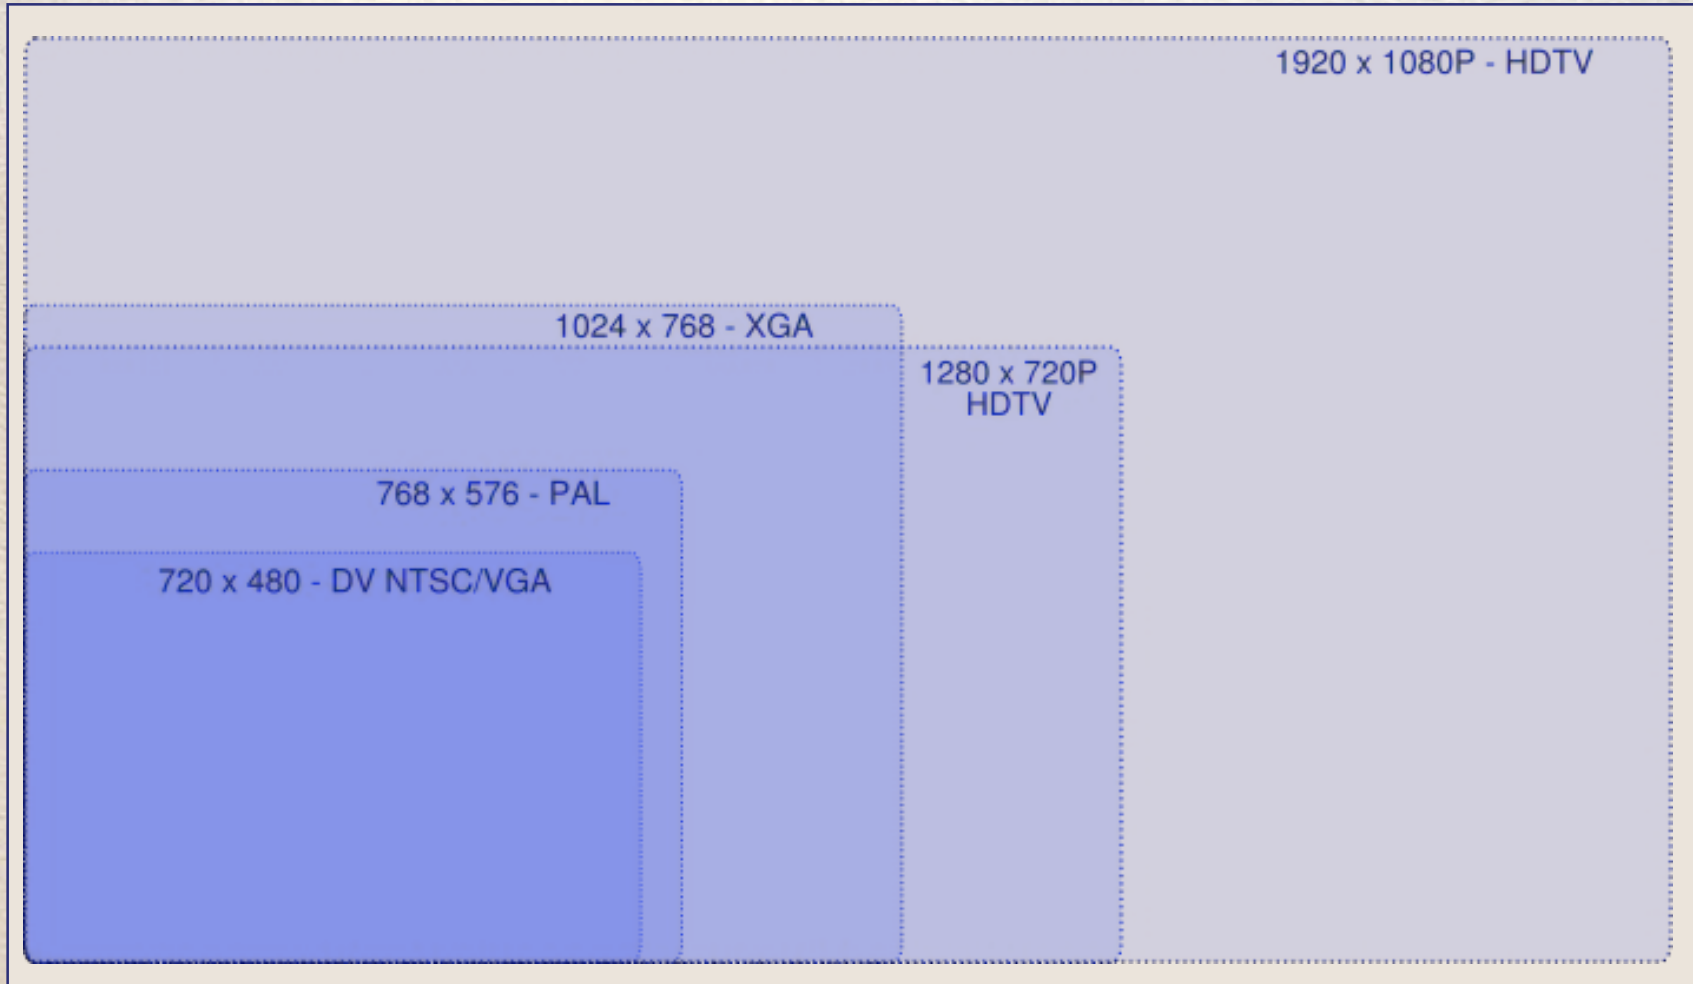 1920 x 1080P - HDTV
1024 x 768 - XGA
1280 x 720P
HDTV
768 x 576 - PAL
720 x 480 - DV NTSC/VGA